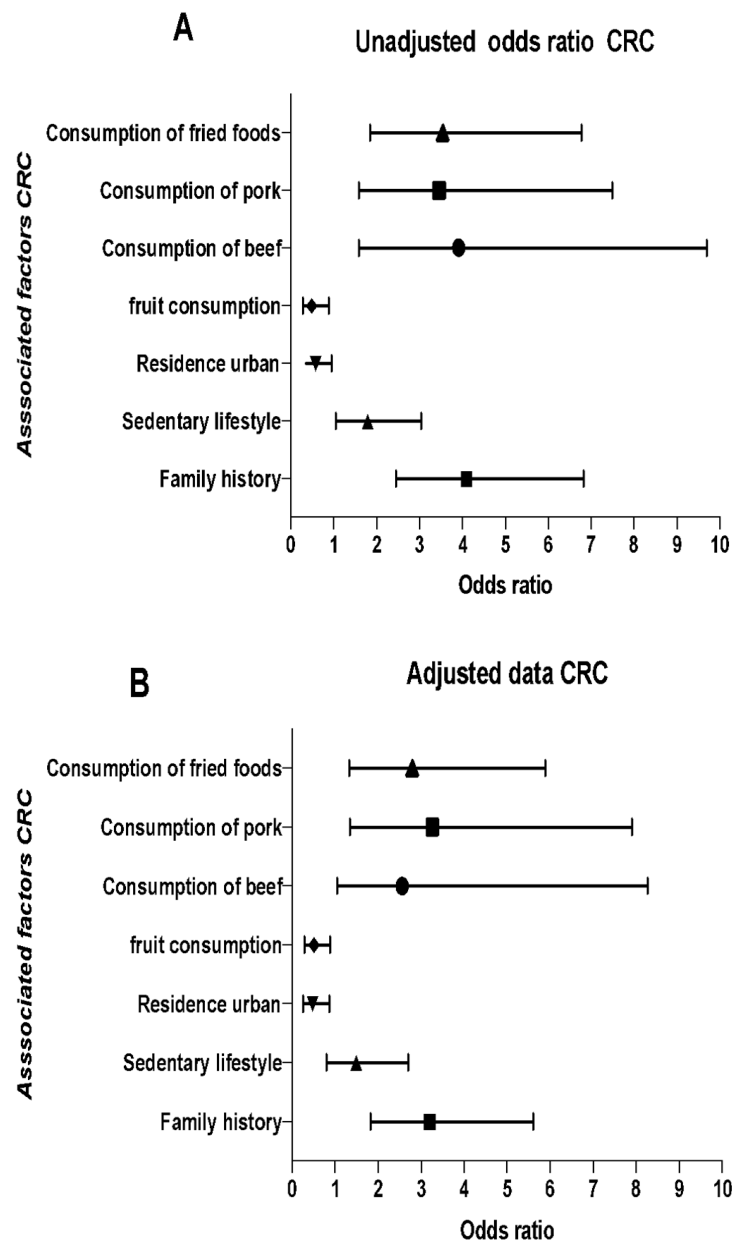 A
Unadjusted odds ratio CRC
Asssociated factors CRC
Consumption of fried foods
Consumption of pork
Consumption of beef
fruit consumption
Residence urban
Sedentary lifestyle
Family history
0 1 2 3 4 5 6 7 8 9 10
Odds ratio
B
Adjusted data CRC
Asssociated factors CRC
Consumption of fried foods
Consumption of pork
Consumption of beef
fruit consumption
Residence urban
Sedentary lifestyle
Family history
0 1 2 3 4 5 6 7 8 9 10
Odds ratio